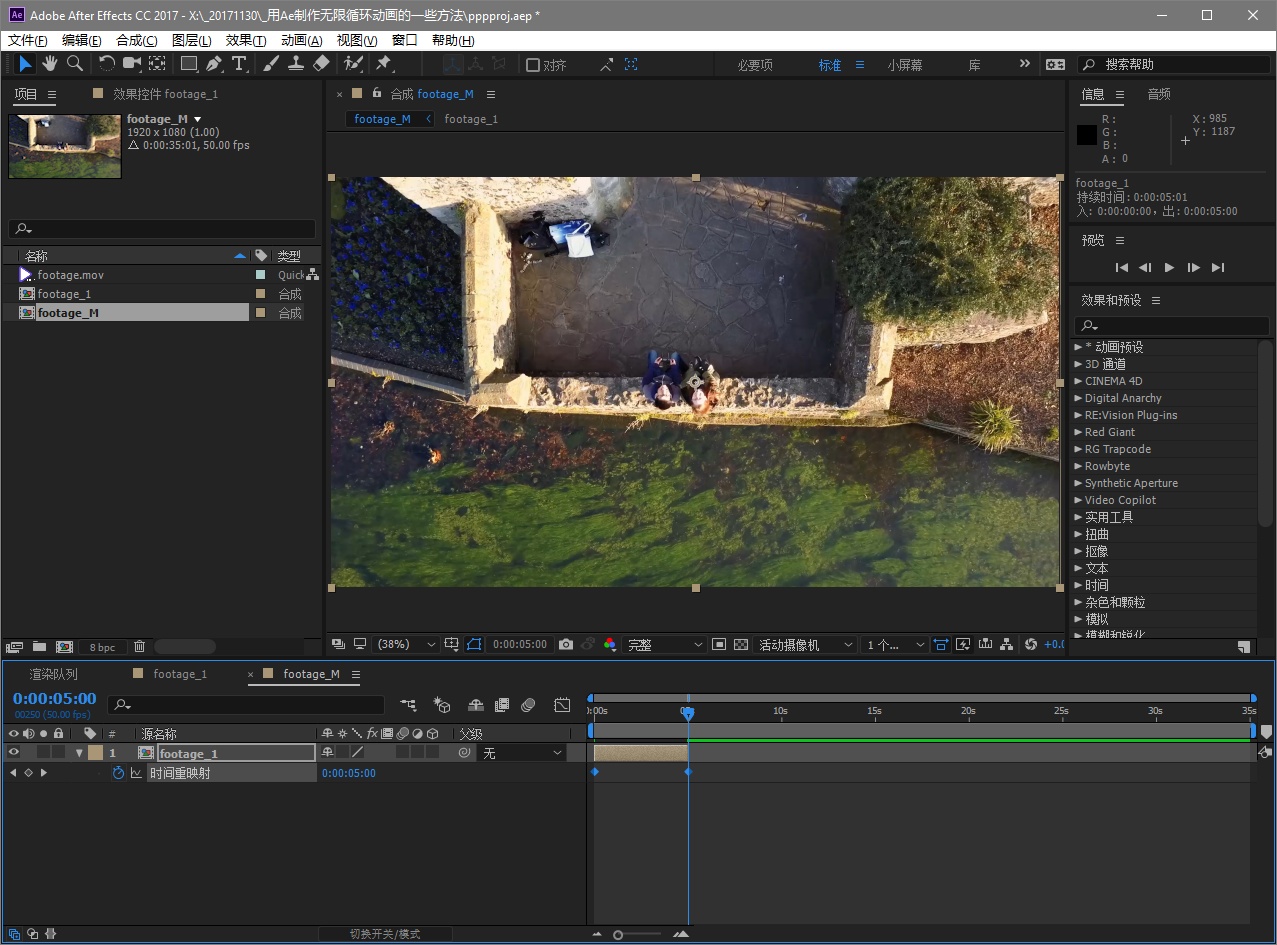 Ae Adobe After Effects CC 2017 - X:\_20171130\_用Ae制作无限循环动画的一些方法\pppproj.aep *
文件(F) 编辑(E) 合成(C) 图层(L) 效果(T) 动画(A) 视图(V) 窗口 帮助(H)
对齐 必要项 标准 小屏幕 库 搜索帮助
项目 效果控件 footage_1
footage_M
1920 x 1080 (1.00)
Δ 0:00:35:01, 50.00 fps
名称 类型
footage.mov Quick
footage_1 合成
footage_M 合成
8 bpc
合成 footage_M
footage_M footage_1
(38%) 0:00:05:00 完整 活动摄像机 1 个... +0.0
信息 音频
R :
G :
B :
A : 0
X : 985
Y : 1187
footage_1
持续时间 : 0:00:05:01
入: 0:00:00:00，出 : 0:00:05:00
预览
效果和预设
* 动画预设
3D 通道
CINEMA 4D
Digital Anarchy
RE:Vision Plug-ins
Red Giant
RG Trapcode
Rowbyte
Synthetic Aperture
Video Copilot
实用工具
扭曲
抠像
文本
时间
杂色和颗粒
模拟
模糊和锐化
渲染队列 footage_1 footage_M
0:00:05:00
00250 (50.00 fps)
:00s 05s 10s 15s 20s 25s 30s 35s
# 源名称 fx 父级
1 footage_1 无
时间重映射 0:00:05:00
切换开关/模式